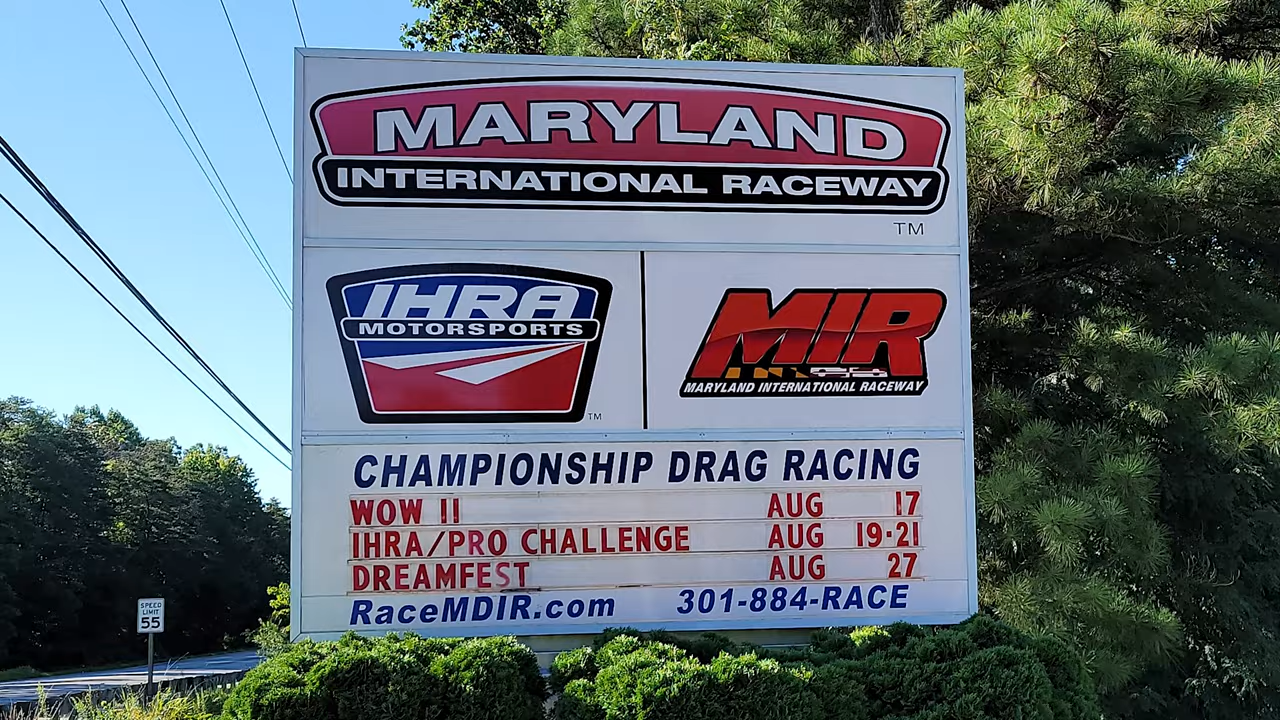 MARYLAND
INTERNATIONAL RACEWAY
TM
IHRA
MOTORSPORTS
TM
MIR
MARYLAND INTERNATIONAL RACEWAY
CHAMPIONSHIP DRAG RACING
WOW II AUG 17
IHRA/PRO CHALLENGE AUG 19-21
DREAMFEST AUG 27
RaceMDIR.com 301-884-RACE
SPEED
LIMIT
55